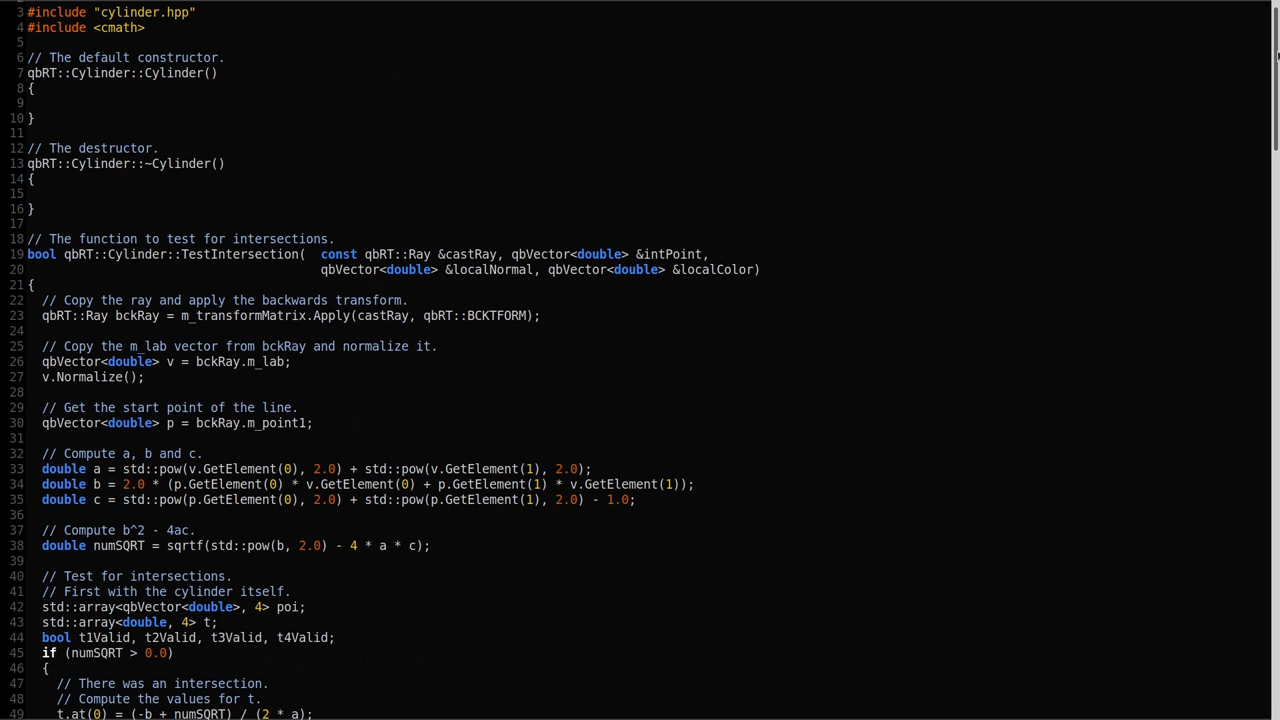 3 #include "cylinder.hpp"
4 #include <cmath>
5
6 // The default constructor.
7 qbRT::Cylinder::Cylinder()
8 {
9
10 }
11
12 // The destructor.
13 qbRT::Cylinder::~Cylinder()
14 {
15
16 }
17
18 // The function to test for intersections.
19 bool qbRT::Cylinder::TestIntersection(  const qbRT::Ray &castRay, qbVector<double> &intPoint,
20                                         qbVector<double> &localNormal, qbVector<double> &localColor)
21 {
22   // Copy the ray and apply the backwards transform.
23   qbRT::Ray bckRay = m_transformMatrix.Apply(castRay, qbRT::BCKTFORM);
24
25   // Copy the m_lab vector from bckRay and normalize it.
26   qbVector<double> v = bckRay.m_lab;
27   v.Normalize();
28
29   // Get the start point of the line.
30   qbVector<double> p = bckRay.m_point1;
31
32   // Compute a, b and c.
33   double a = std::pow(v.GetElement(0), 2.0) + std::pow(v.GetElement(1), 2.0);
34   double b = 2.0 * (p.GetElement(0) * v.GetElement(0) + p.GetElement(1) * v.GetElement(1));
35   double c = std::pow(p.GetElement(0), 2.0) + std::pow(p.GetElement(1), 2.0) - 1.0;
36
37   // Compute b^2 - 4ac.
38   double numSQRT = sqrtf(std::pow(b, 2.0) - 4 * a * c);
39
40   // Test for intersections.
41   // First with the cylinder itself.
42   std::array<qbVector<double>, 4> poi;
43   std::array<double, 4> t;
44   bool t1Valid, t2Valid, t3Valid, t4Valid;
45   if (numSQRT > 0.0)
46   {
47     // There was an intersection.
48     // Compute the values for t.
49     t.at(0) = (-b + numSQRT) / (2 * a);